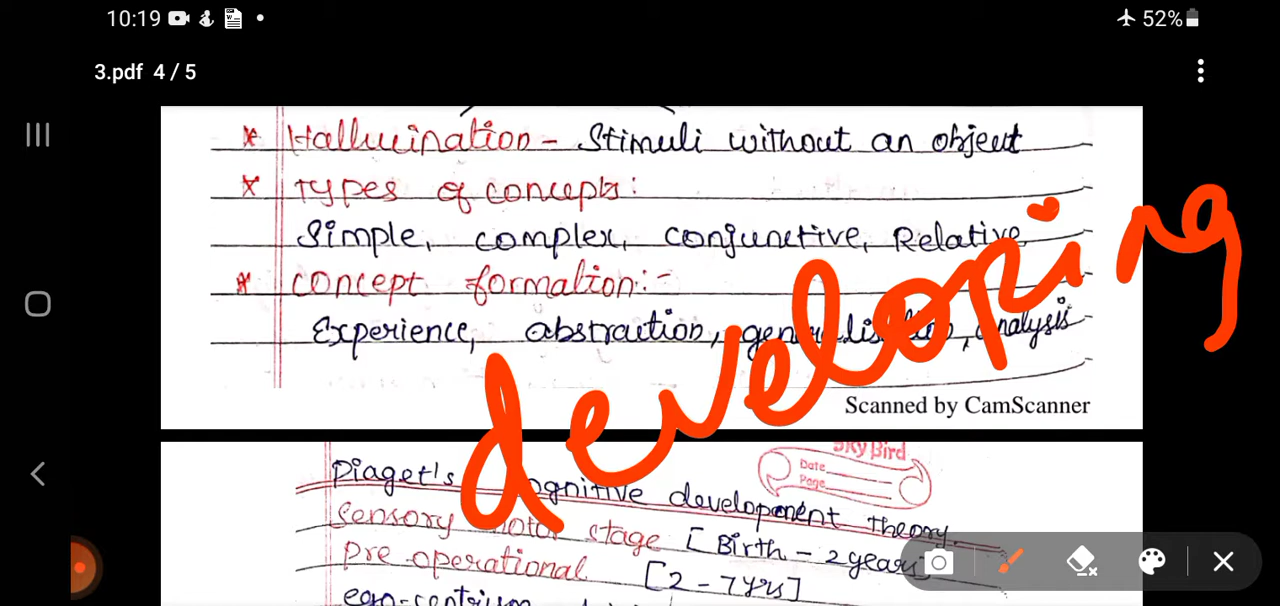 10:19
52%
3.pdf 4 / 5
* Hallucination - Stimuli without an object
* Types of concepts:
Simple, complex, conjunctive, Relative
* concept formation:-
Experience, abstraction, generalisation, analysis
developing
Scanned by CamScanner
Sky Bird
Date
Page
Piaget's cognitive development theory.
Sensory motor stage [Birth - 2 years]
Pre operational [2 - 7 yrs]